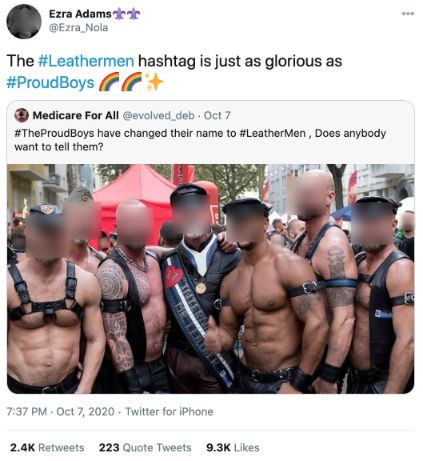 Ezra Adams⚜⚜
@Ezra_Nola
The #Leathermen hashtag is just as glorious as
#ProudBoys 🌈🌈✨
Medicare For All @evolved_deb · Oct 7
#TheProudBoys have changed their name to #LeatherMen , Does anybody
want to tell them?
7:37 PM · Oct 7, 2020 · Twitter for iPhone
2.4K Retweets 223 Quote Tweets 9.3K Likes